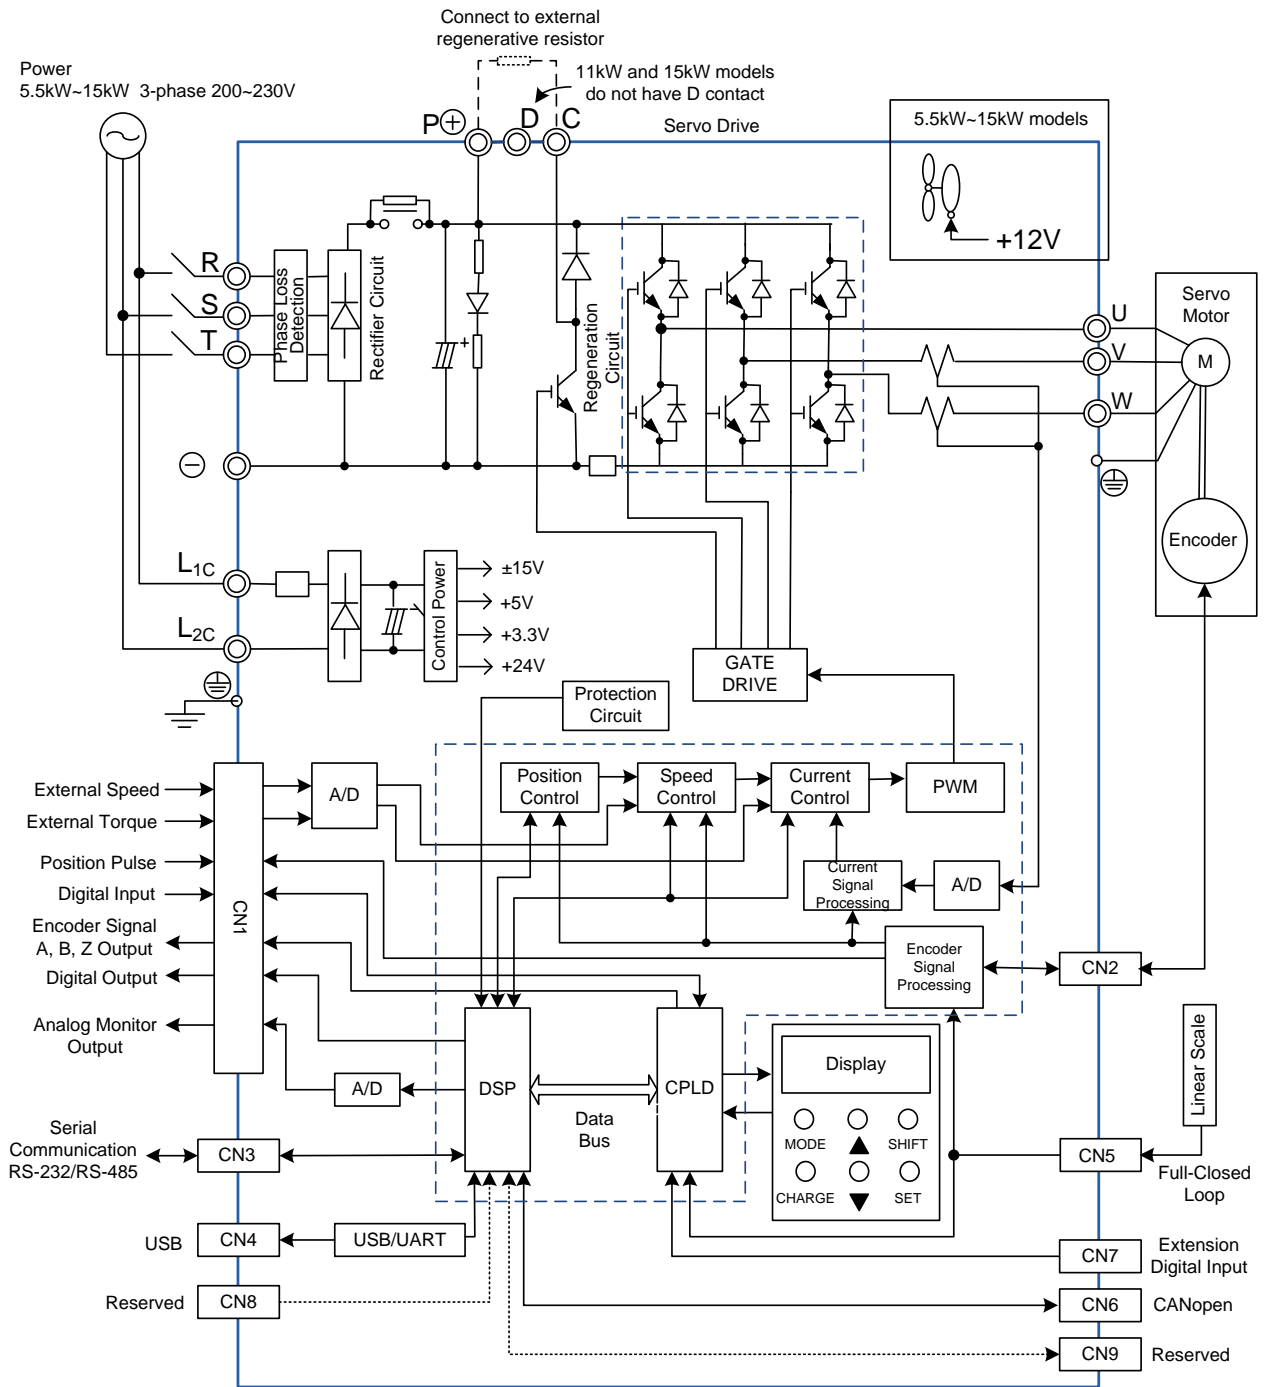 Connect to external
regenerative resistor
Power
5.5kW~15kW 3-phase 200~230V
11kW and 15kW models
do not have D contact
P
D
C
Servo Drive
5.5kW~15kW models
+12V
R
S
T
Phase Loss
Detection
Rectifier Circuit
+
Regeneration
Circuit
U
V
W
Servo
Motor
M
Encoder
L1C
L2C
Control Power
±15V
+5V
+3.3V
+24V
GATE
DRIVE
Protection
Circuit
External Speed
External Torque
Position Pulse
Digital Input
Encoder Signal
A, B, Z Output
Digital Output
Analog Monitor
Output
CN1
A/D
Position
Control
Speed
Control
Current
Control
PWM
Current
Signal
Processing
A/D
Encoder
Signal
Processing
CN2
DSP
Data
Bus
CPLD
A/D
Display
MODE
SHIFT
CHARGE
SET
Linear Scale
Serial
Communication
RS-232/RS-485
CN3
CN5
Full-Closed
Loop
USB
CN4
USB/UART
CN7
Extension
Digital Input
Reserved
CN8
CN6
CANopen
CN9
Reserved